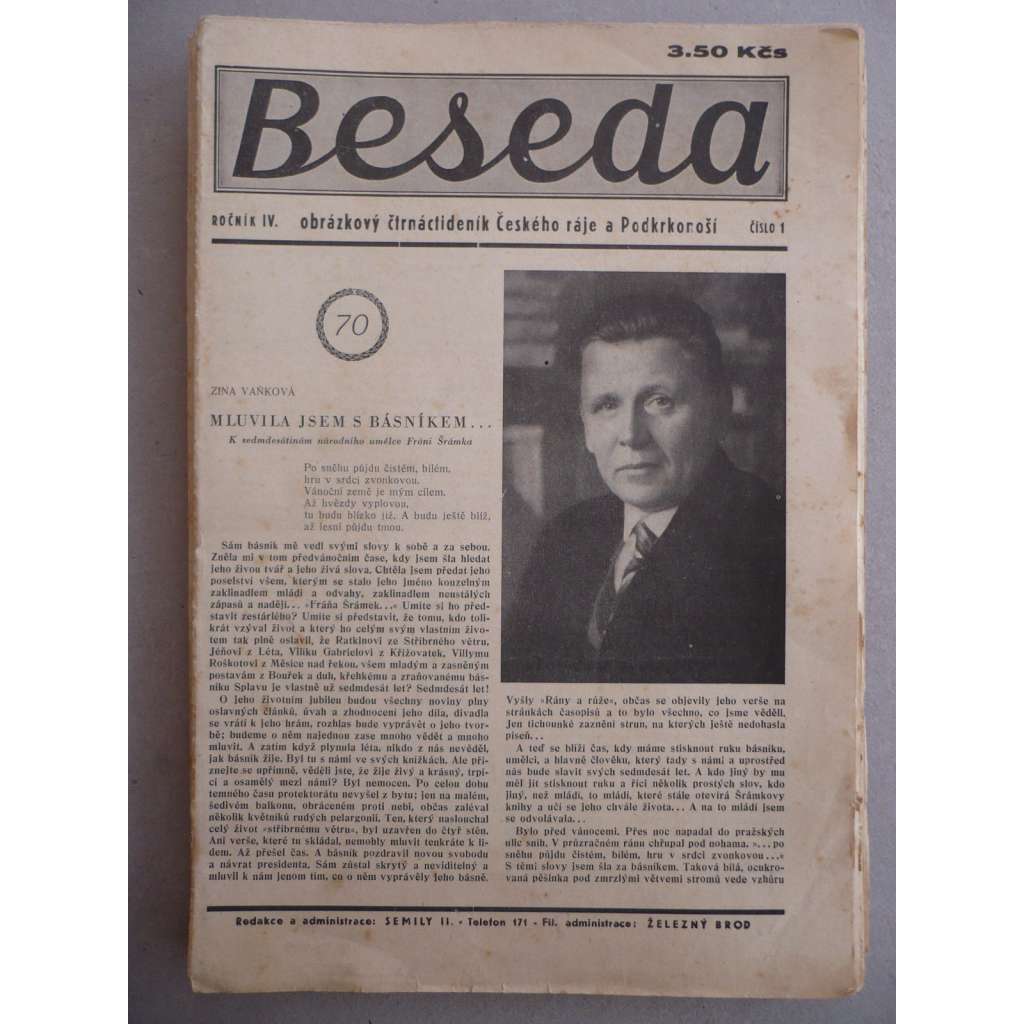 3.50 Kčs
Beseda
ROČNÍK IV. obrázkový čtrnáctideník Českého ráje a Podkrkonoší ČÍSLO 1
70
ZINA VAŇKOVÁ
MLUVILA JSEM S BÁSNÍKEM...
K sedmdesátinám národního umělce Fráni Šrámka
Po sněhu půjdu čistém, bílém,
hru v srdci zvonkovou.
Vánoční země je mým cílem.
Až hvězdy vyplovou,
tu budu blízko již. A budu ještě blíž,
až lesní půjdu tmou.
Sám básník mě vedl svými slovy k sobě a za sebou.
Zněla mi v tom předvánočním čase, kdy jsem šla hledat
jeho živou tvář a jeho živá slova. Chtěla jsem předat jeho
poselství všem, kterým se stalo jeho jméno kouzelným
zaklínadlem mládí a odvahy, zaklínadlem neustálých
zápasů a nadějí... »Fráňa Šrámek...« Umíte si ho před-
stavit zestárlého? Umíte si představit, že tomu, kdo toli-
krát vzýval život a který ho celým svým vlastním živo-
tem tak plně oslavil, že Ratkinovi ze Stříbrného větru,
Jéňovi z Léta, Vilíku Gabrielovi z Křižovatek, Villymu
Roškotovi z Měsíce nad řekou, všem mladým a zasněným
postavám z Bouřek a duh, křehkému a zraňovanému bás-
níku Splavu je vlastně už sedmdesát let? Sedmdesát let!
O jeho životním jubileu budou všechny noviny plny
oslavných článků, úvah a zhodnocení jeho díla, divadla
se vrátí k jeho hrám, rozhlas bude vyprávět o jeho tvor-
bě; budeme o něm najednou zase mnoho vědět a mnoho
mluvit. A zatím když plynula léta, nikdo z nás nevěděl,
jak básník žije. Byl tu s námi ve svých knížkách. Ale při-
znejte se upřímně, věděli jste, že žije živý a krásný, trpí-
cí a osamělý mezi námi? Byl nemocen. Po celou dobu
temného času protektorátu nevyšel z bytu; jen na malém,
šedivém balkonu, obráceném proti nebi, občas zaléval
několik květníků rudých pelargonií. Ten, který naslouchal
celý život »stříbrnému větru«, byl uzavřen do čtyř stěn.
Ani verše, které tu skládal, nemohly mluvit tenkráte k li-
dem. Až přešel čas. A básník pozdravil novou svobodu
a návrat presidenta. Sám zůstal skrytý a neviditelný a
mluvil k nám jenom tím, co o něm vyprávěly jeho básně.
Vyšly »Rány a růže«, občas se objevily jeho verše na
stránkách časopisů a to bylo všechno, co jsme věděli.
Jen tichounké zaznění strun, na kterých ještě nedohasla
píseň...
A teď se blíží čas, kdy máme stisknout ruku básníku,
umělci, a hlavně člověku, který tady s námi a uprostřed
nás bude slavit svých sedmdesát let. A kdo jiný by mu
měl jít stisknout ruku a říci několik prostých slov, kdo
jiný, než mládí, to mládí, které stále otevírá Šrámkovy
knihy a učí se jeho chvále života... A na to mládí jsem
se odvolávala...
Bylo před vánocemi. Přes noc napadal do pražských
ulic sníh. V průzračném ránu chřupal pod nohama. »...po
sněhu půjdu čistém, bílém, hru v srdci zvonkovou...«
S těmi slovy jsem šla za básníkem. Taková bílá, ocukro-
vaná pěšinka pod zmrzlými větvemi stromů vede vzhůru
Redakce a administrace: SEMILY II. - Telefon 171 - Fil. administrace: ŽELEZNÝ BROD